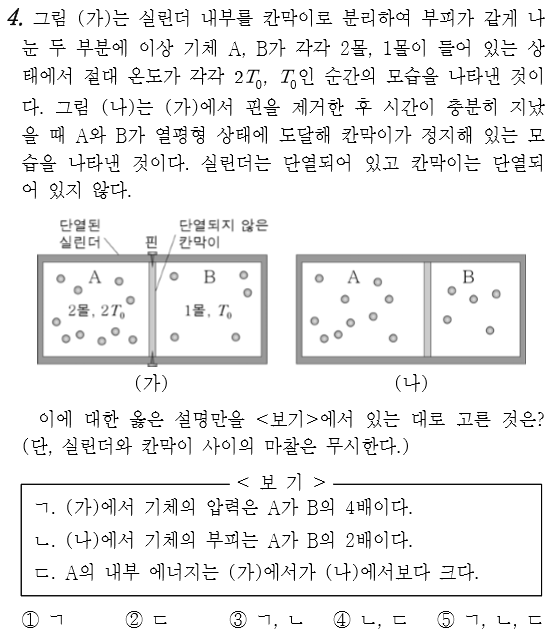 4. 그림 (가)는 실린더 내부를 칸막이로 분리하여 부피가 같게 나
눈 두 부분에 이상 기체 A, B가 각각 2몰, 1몰이 들어 있는 상
태에서 절대 온도가 각각 2T₀, T₀인 순간의 모습을 나타낸 것이
다. 그림 (나)는 (가)에서 핀을 제거한 후 시간이 충분히 지났
을 때 A와 B가 열평형 상태에 도달해 칸막이가 정지해 있는 모
습을 나타낸 것이다. 실린더는 단열되어 있고 칸막이는 단열되
어 있지 않다.
단열된
실린더
핀
단열되지 않은
칸막이
A
2몰, 2T₀
B
1몰, T₀
(가)
A
B
(나)
이에 대한 옳은 설명만을 <보기>에서 있는 대로 고른 것은?
(단, 실린더와 칸막이 사이의 마찰은 무시한다.)
< 보 기 >
ㄱ. (가)에서 기체의 압력은 A가 B의 4배이다.
ㄴ. (나)에서 기체의 부피는 A가 B의 2배이다.
ㄷ. A의 내부 에너지는 (가)에서가 (나)에서보다 크다.
① ㄱ ② ㄷ ③ ㄱ, ㄴ ④ ㄴ, ㄷ ⑤ ㄱ, ㄴ, ㄷ